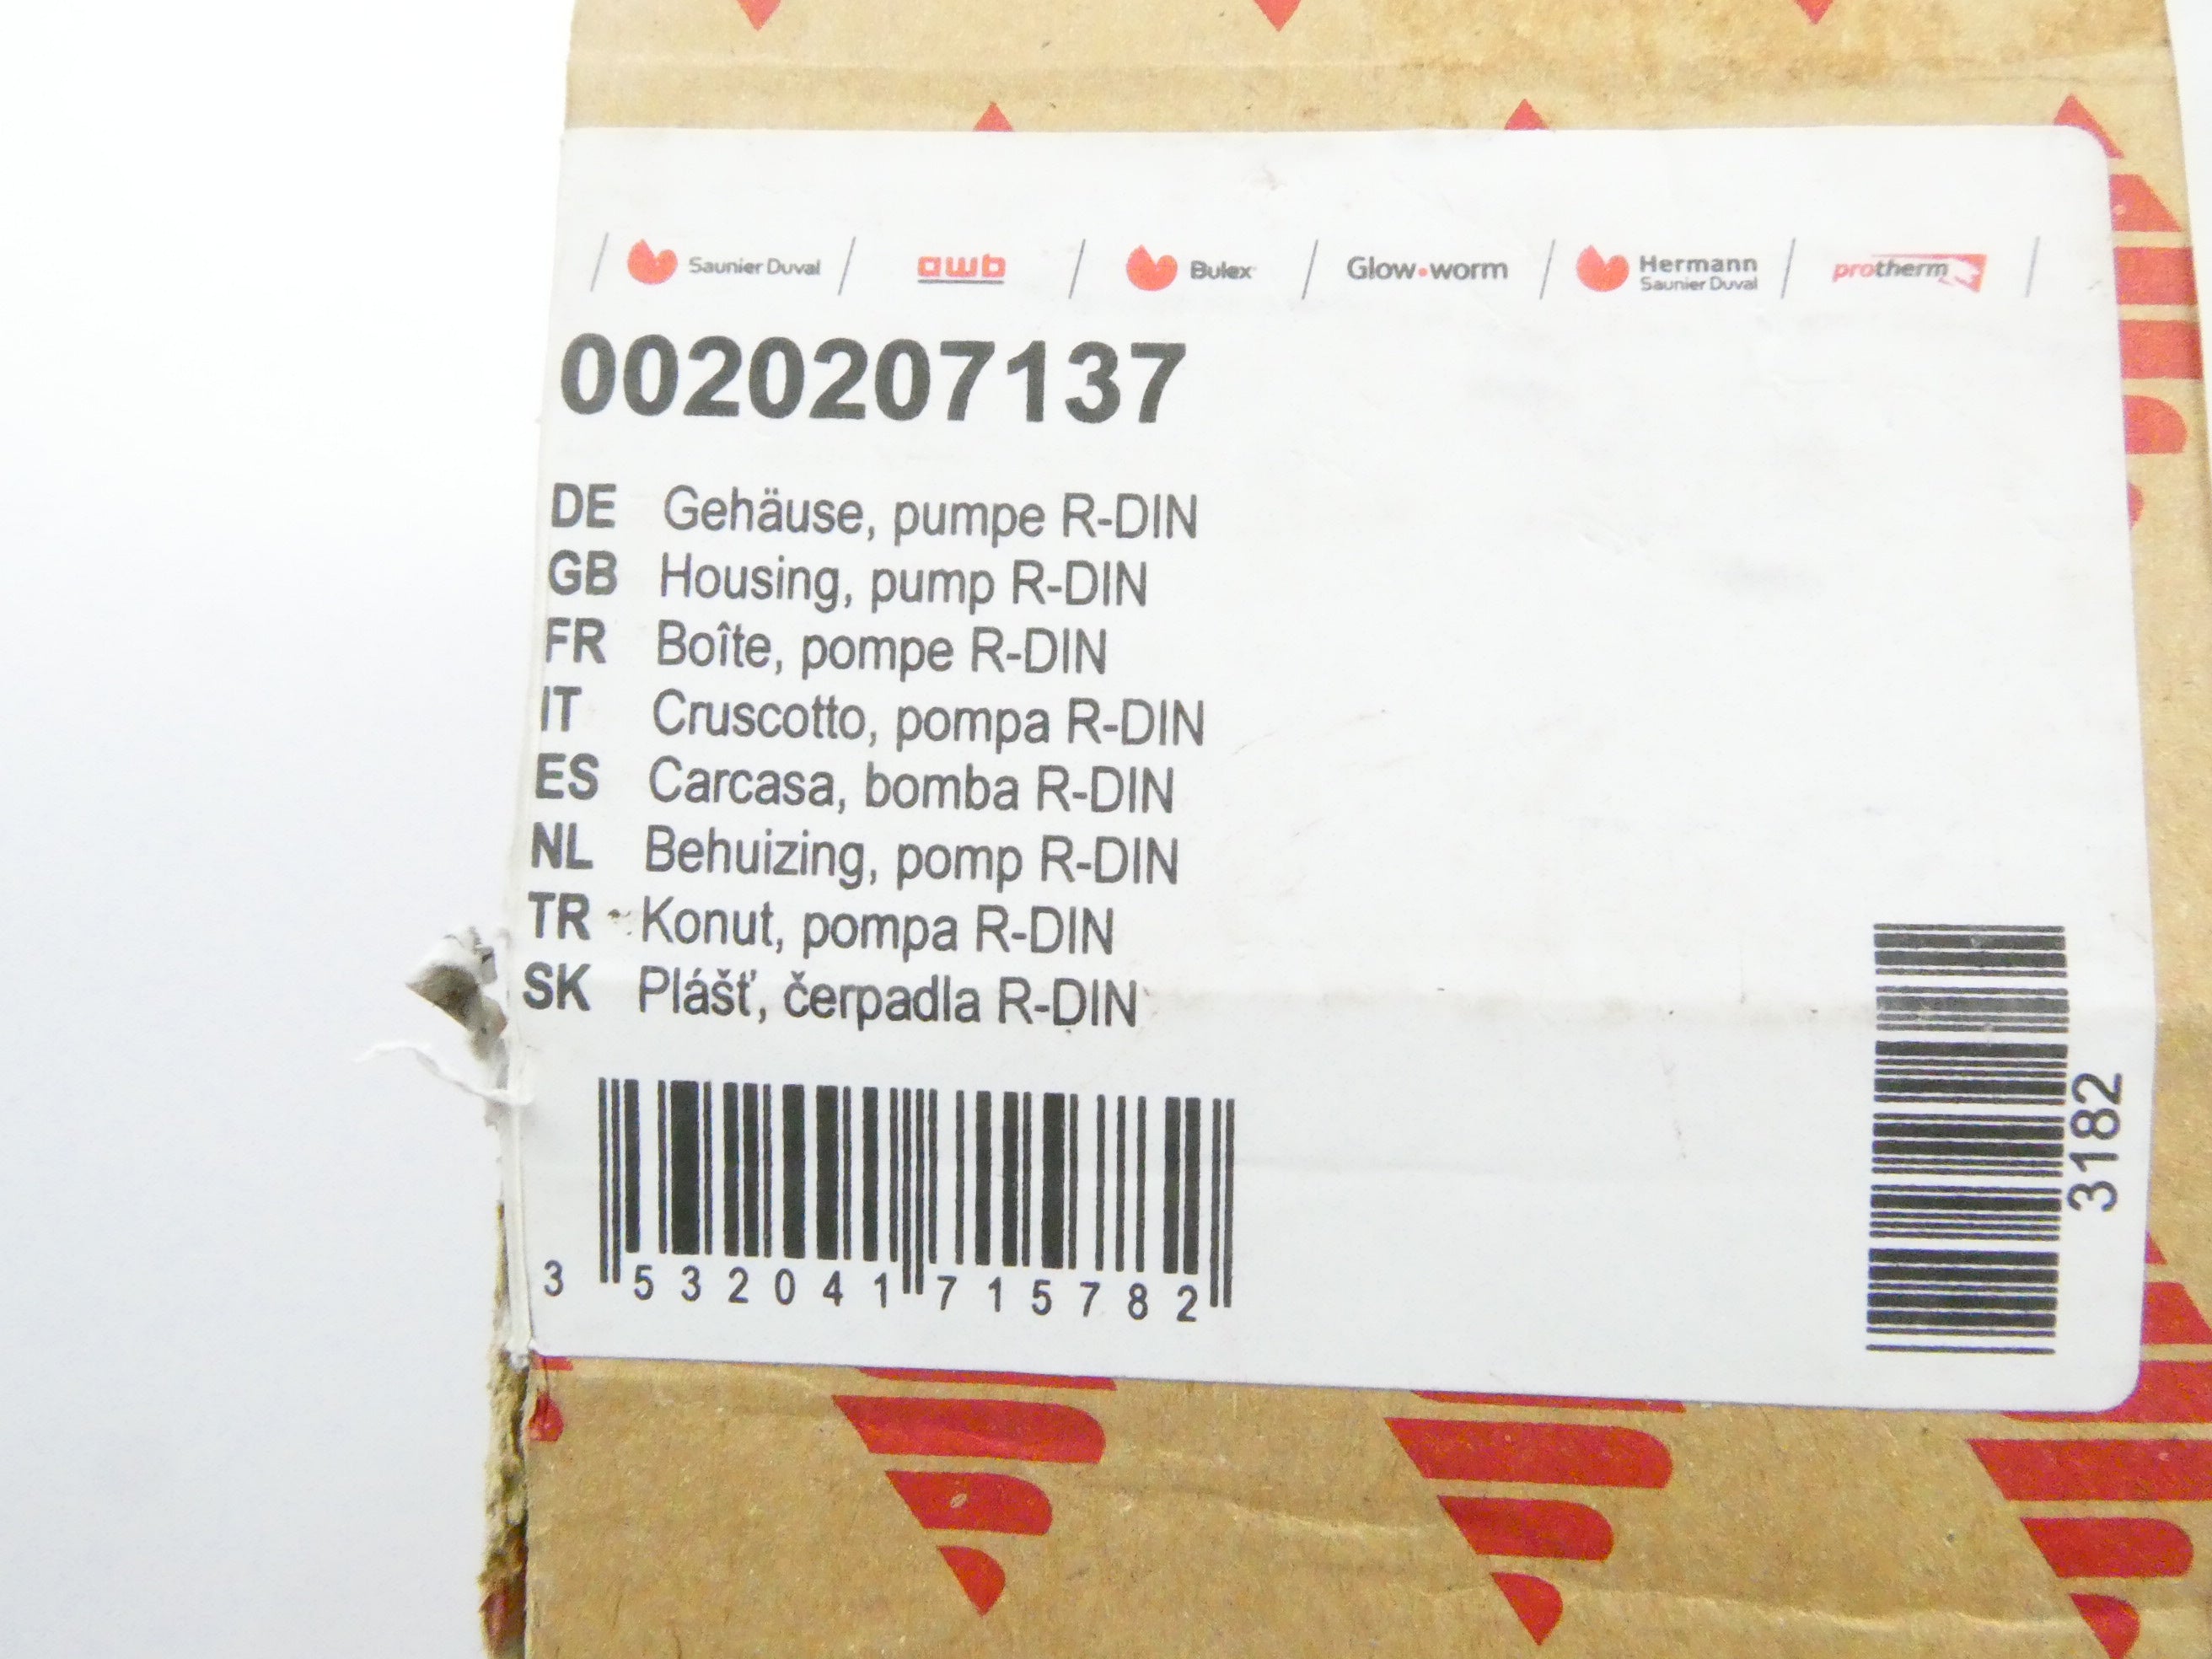 Saunier Duval awb Bulex Glow•worm Hermann Saunier Duval protherm
0020207137
DE Gehäuse, pumpe R-DIN
GB Housing, pump R-DIN
FR Boîte, pompe R-DIN
IT Cruscotto, pompa R-DIN
ES Carcasa, bomba R-DIN
NL Behuizing, pomp R-DIN
TR Konut, pompa R-DIN
SK Plášť, čerpadla R-DIN
3 532041 715782
3182